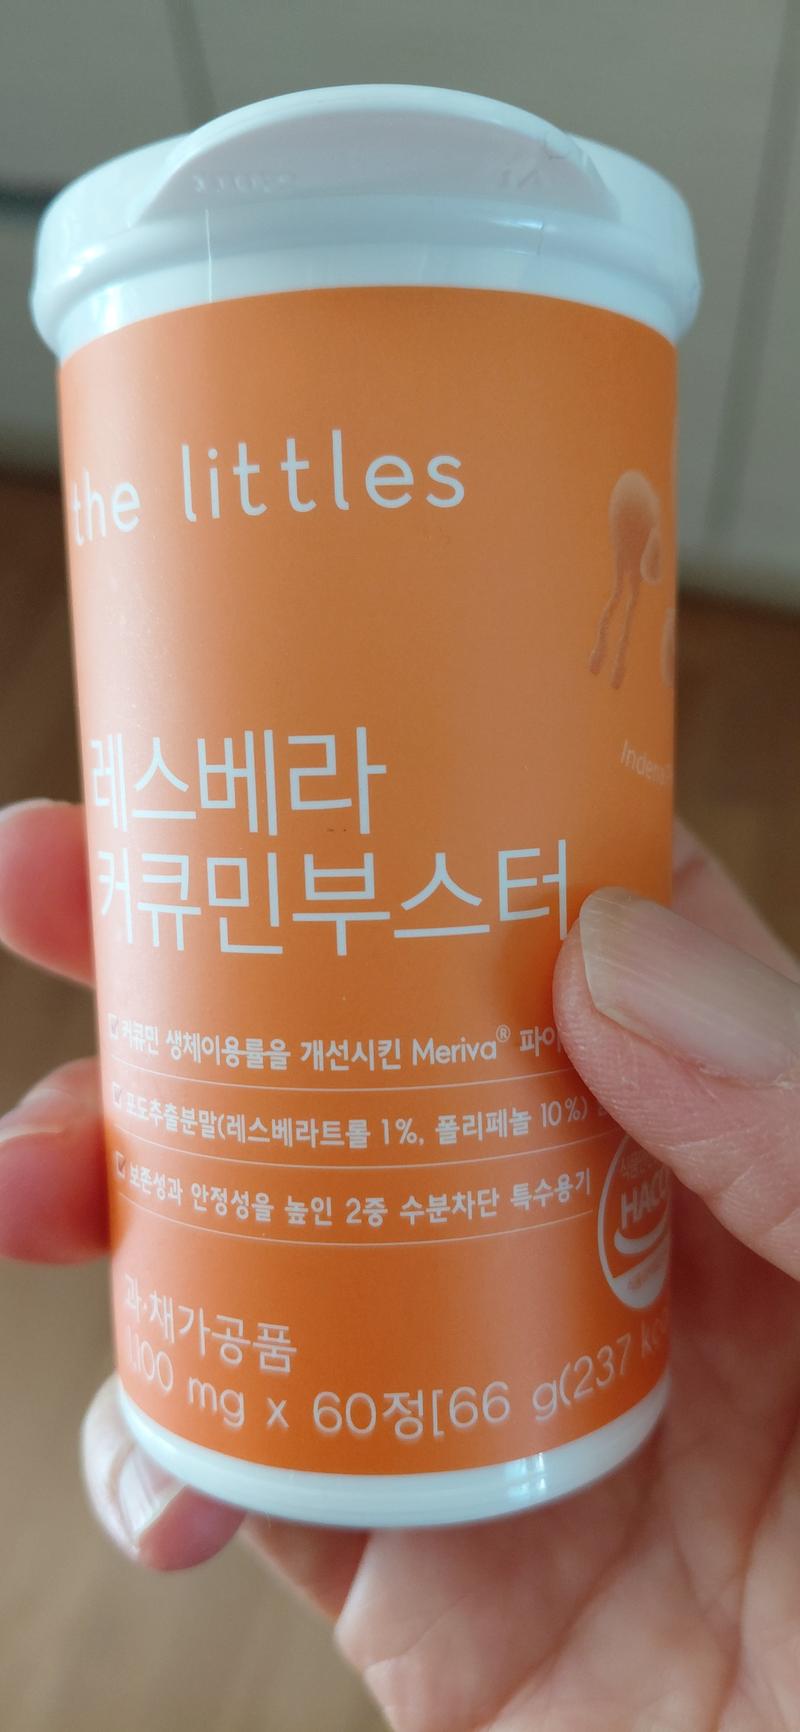 the littles
레스베라
커큐민부스터
커큐민 생체이용률을 개선시킨 Meriva®
포도추출분말(레스베라트롤 1%, 폴리페놀 10%)
보존성과 안정성을 높인 2중 수분차단 특수용기
과·채가공품
1,100 mg x 60정[66 g(237